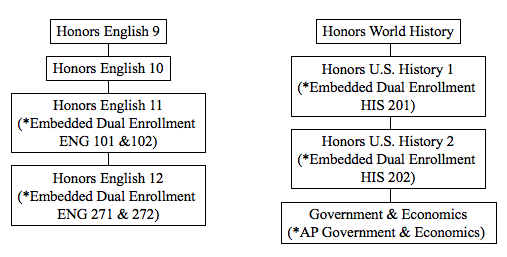 Honors English 9
Honors English 10
Honors English 11
(*Embedded Dual Enrollment
ENG 101 &102)
Honors English 12
(*Embedded Dual Enrollment
ENG 271 & 272)
Honors World History
Honors U.S. History 1
(*Embedded Dual Enrollment
HIS 201)
Honors U.S. History 2
(*Embedded Dual Enrollment
HIS 202)
Government & Economics
(*AP Government & Economics)